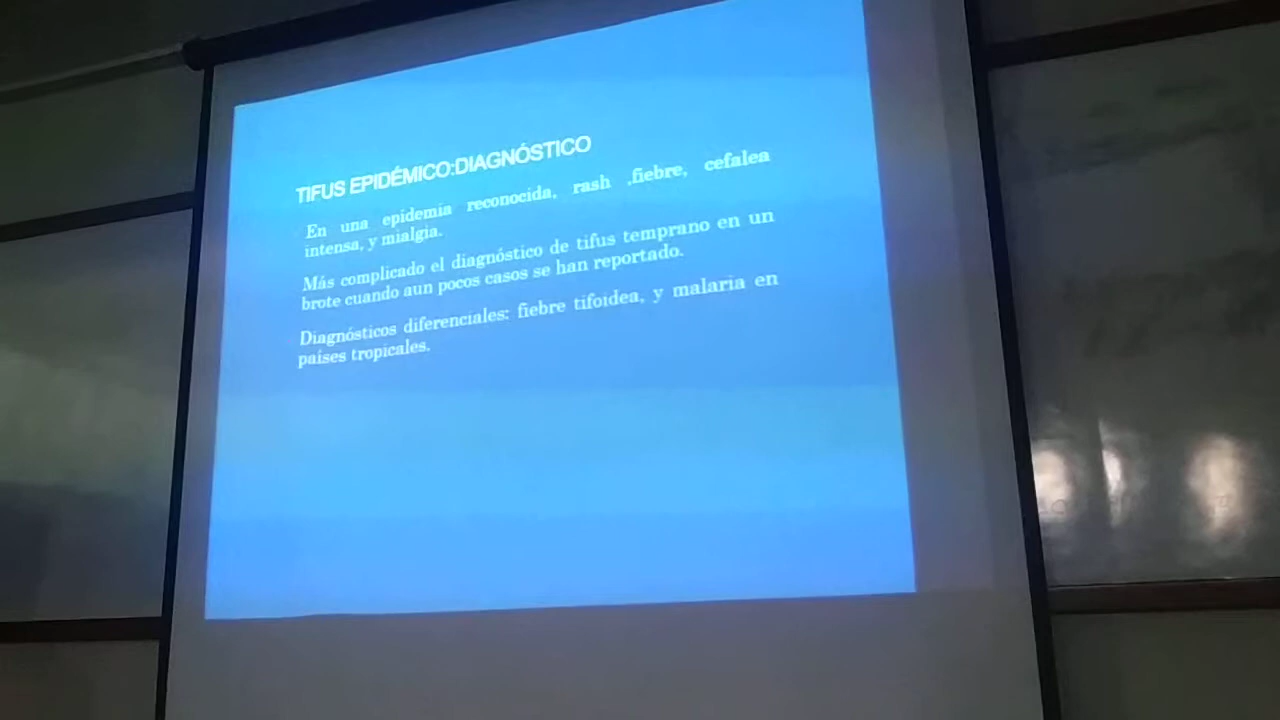 TIFUS EPIDÉMICO:DIAGNÓSTICO
En una epidemia reconocida, rash ,fiebre, cefalea
intensa, y mialgia.
Más complicado el diagnóstico de tifus temprano en un
brote cuando aun pocos casos se han reportado.
Diagnósticos diferenciales: fiebre tifoidea, y malaria en
países tropicales.